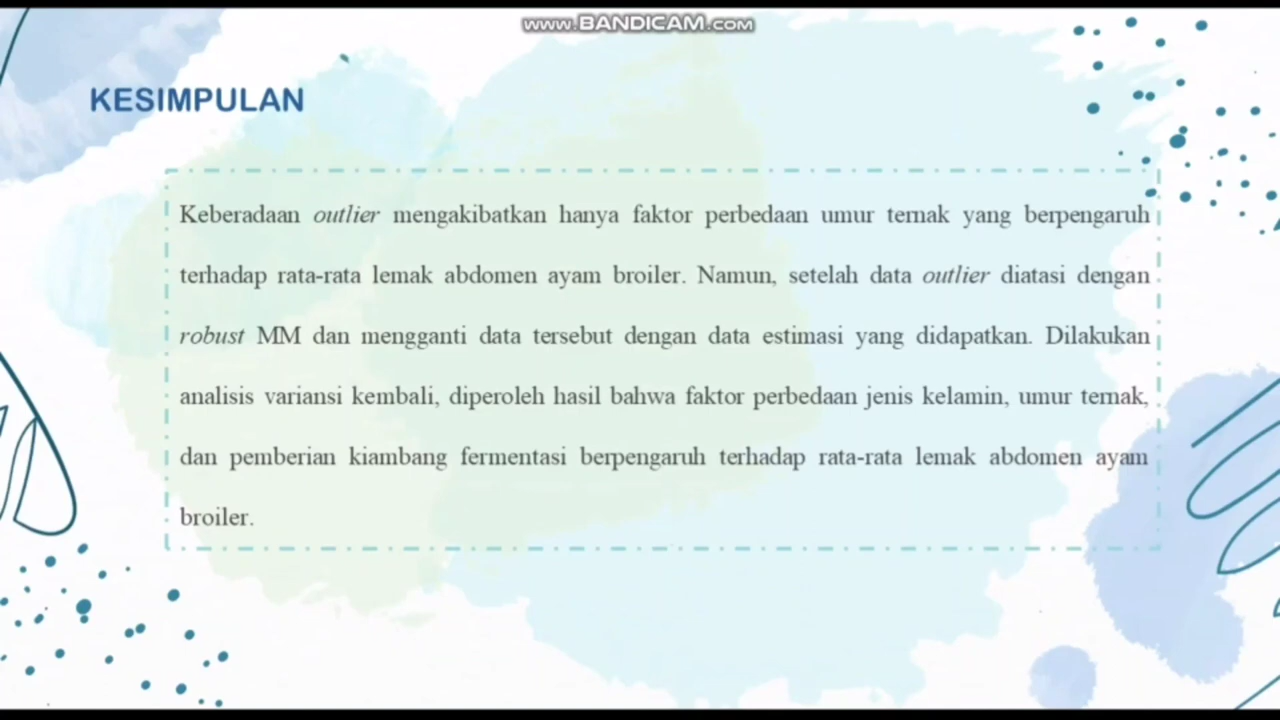 www.BANDICAM.com
KESIMPULAN
Keberadaan outlier mengakibatkan hanya faktor perbedaan umur ternak yang berpengaruh
terhadap rata-rata lemak abdomen ayam broiler. Namun, setelah data outlier diatasi dengan
robust MM dan mengganti data tersebut dengan data estimasi yang didapatkan. Dilakukan
analisis variansi kembali, diperoleh hasil bahwa faktor perbedaan jenis kelamin, umur ternak,
dan pemberian kiambang fermentasi berpengaruh terhadap rata-rata lemak abdomen ayam
broiler.